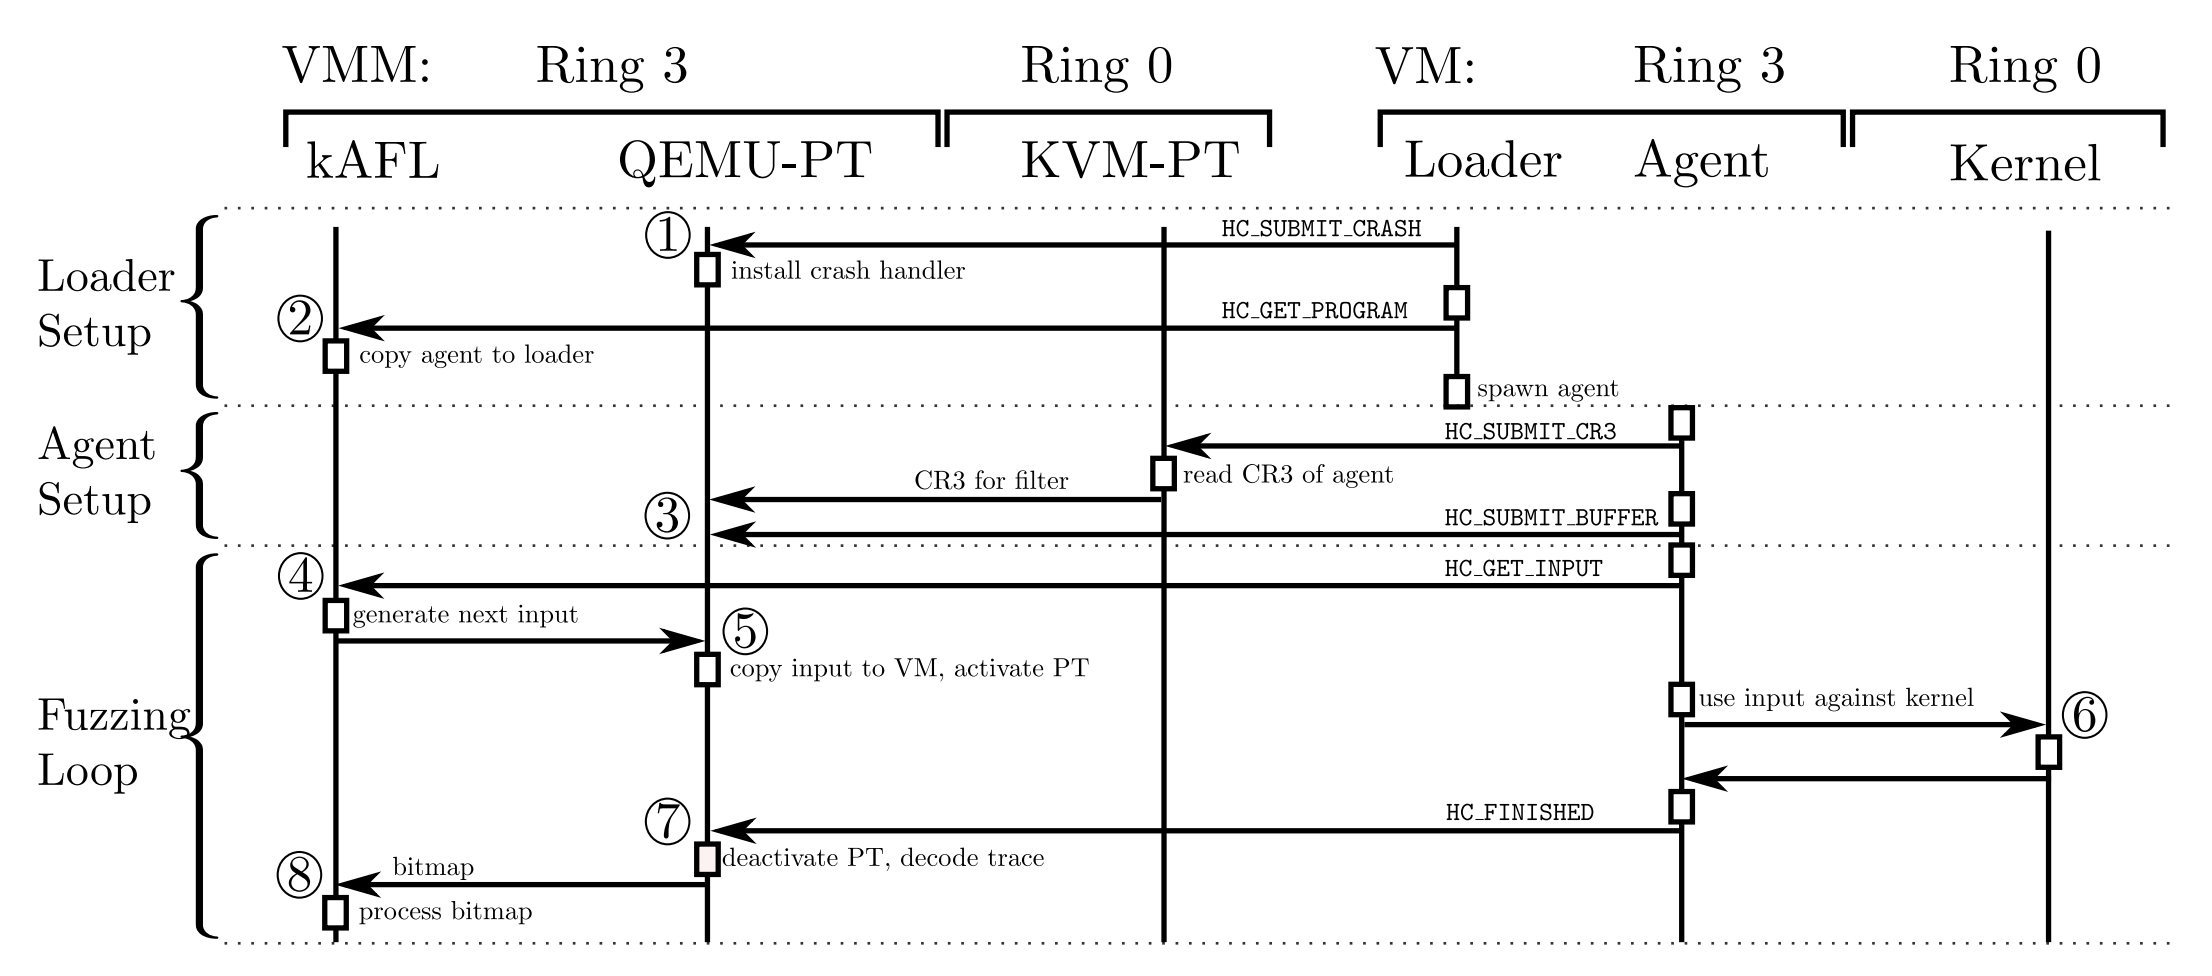 VMM: Ring 3 Ring 0 VM: Ring 3 Ring 0
kAFL QEMU-PT KVM-PT Loader Agent Kernel
Loader
Setup
1 HC_SUBMIT_CRASH
install crash handler
2 HC_GET_PROGRAM
copy agent to loader
spawn agent
Agent
Setup
HC_SUBMIT_CR3
read CR3 of agent
CR3 for filter
3 HC_SUBMIT_BUFFER
Fuzzing
Loop
4 HC_GET_INPUT
generate next input
5
copy input to VM, activate PT
use input against kernel 6
7 HC_FINISHED
deactivate PT, decode trace
8 bitmap
process bitmap